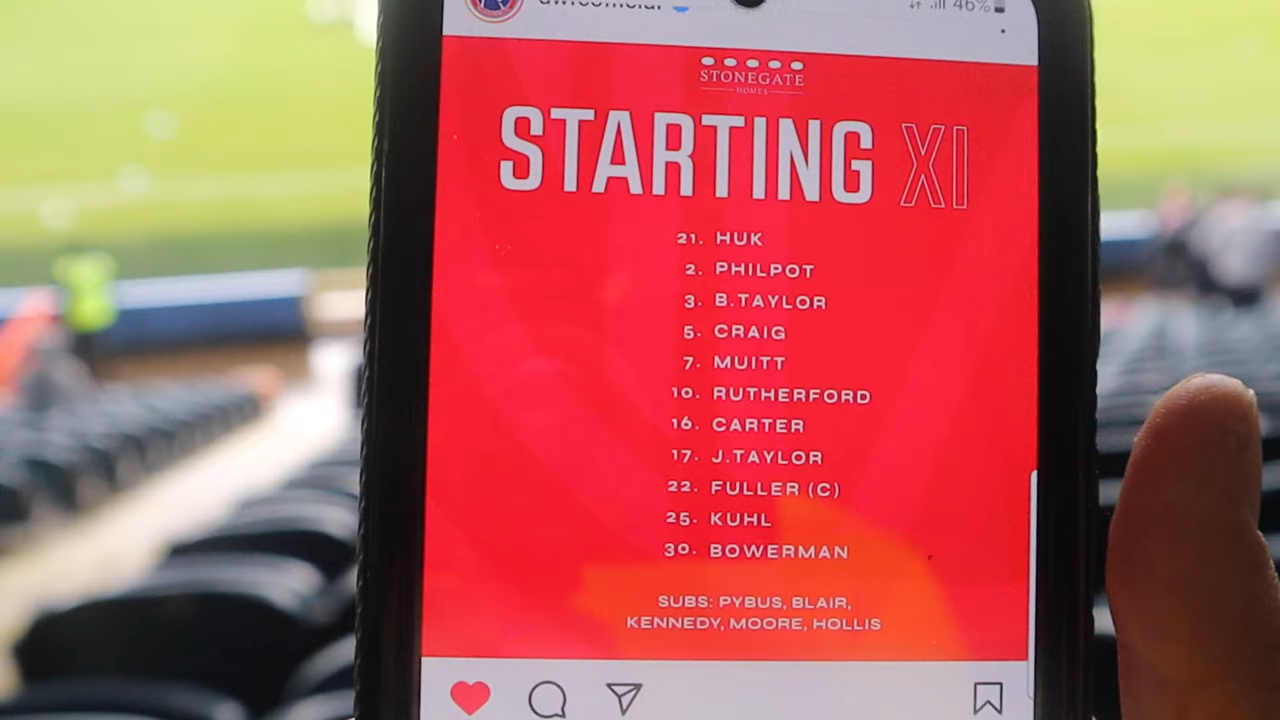 46%
STONEGATE
HOMES
STARTING XI
21. HUK
2. PHILPOT
3. B.TAYLOR
5. CRAIG
7. MUITT
10. RUTHERFORD
16. CARTER
17. J.TAYLOR
22. FULLER (C)
25. KUHL
30. BOWERMAN
SUBS: PYBUS, BLAIR,
KENNEDY, MOORE, HOLLIS